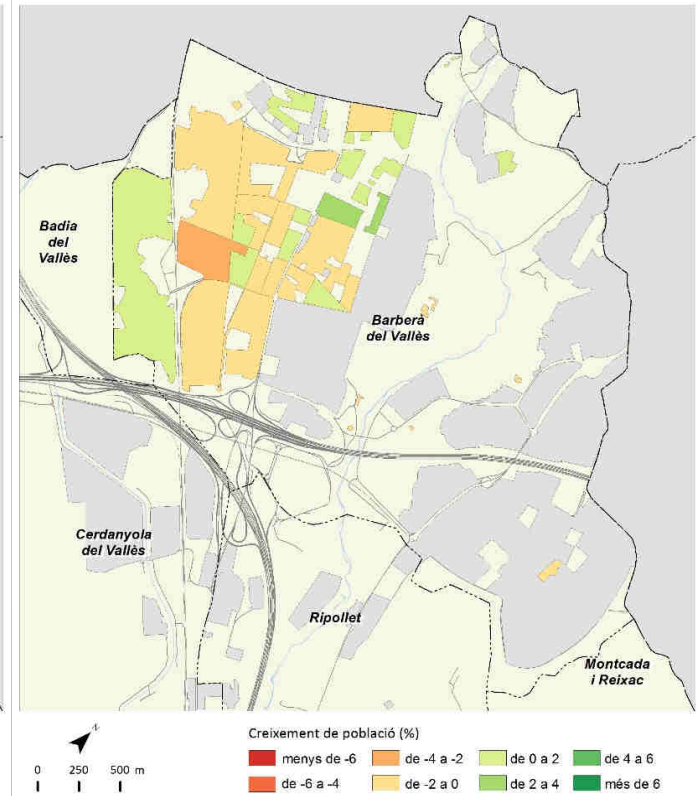 Badia
del
Vallès
Barberà
del Vallès
Cerdanyola
del Vallès
Ripollet
Montcada
i Reixac
N
0 250 500 m
Creixement de població (%)
menys de -6
de -4 a -2
de 0 a 2
de 4 a 6
de -6 a -4
de -2 a 0
de 2 a 4
més de 6